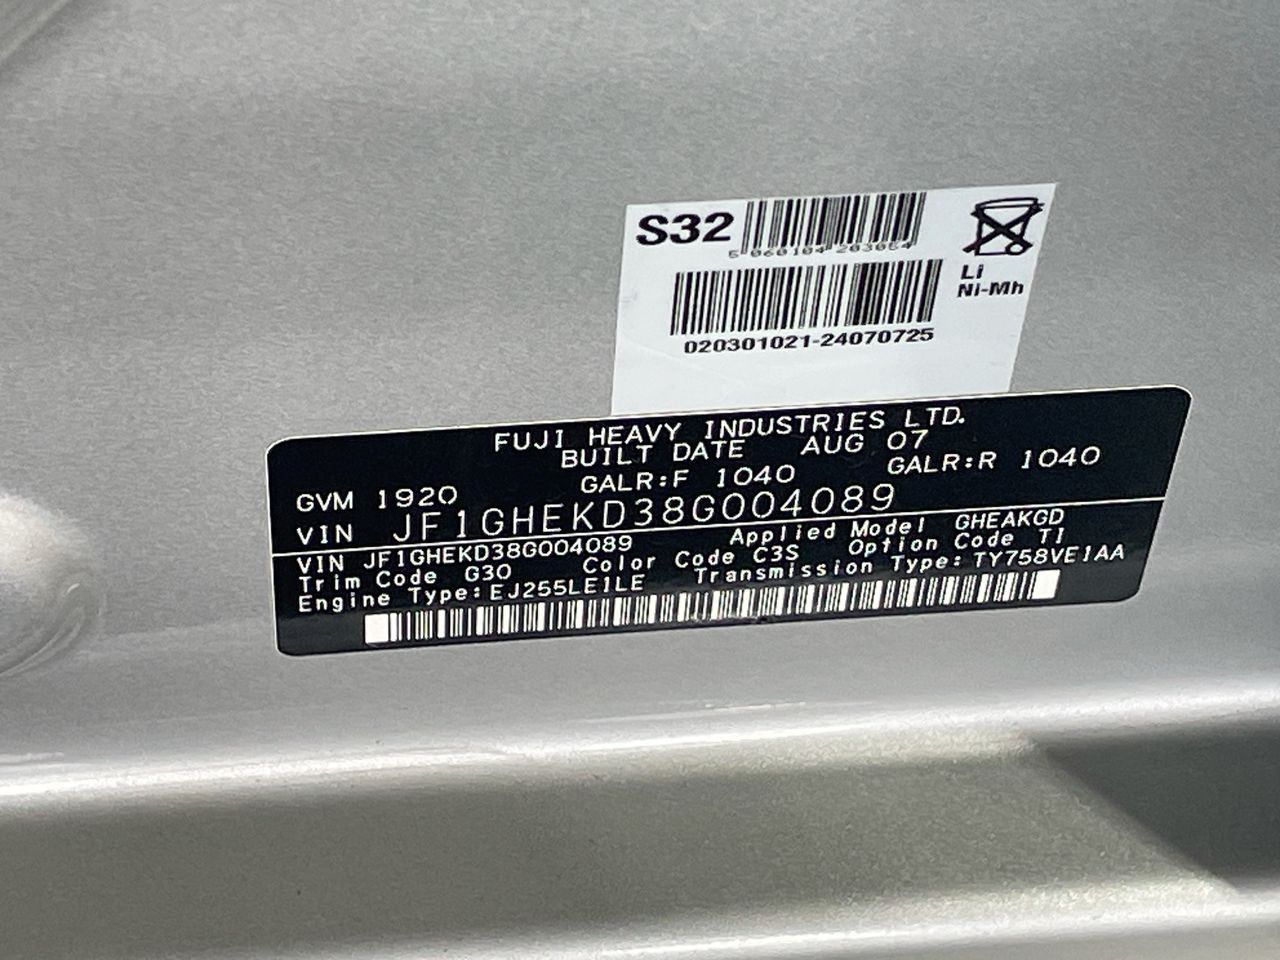 S32
5 060104 203064
Li
Ni-Mh
020301021-24070725
FUJI HEAVY INDUSTRIES LTD.
BUILT DATE AUG 07
GVM 1920 GALR:F 1040 GALR:R 1040
VIN JF1GHEKD38G004089
VIN JF1GHEKD38G004089 Applied Model GHEAKGD
Trim Code G30 Color Code C3S Option Code TI
Engine Type:EJ255LE1LE Transmission Type:TY758VE1AA